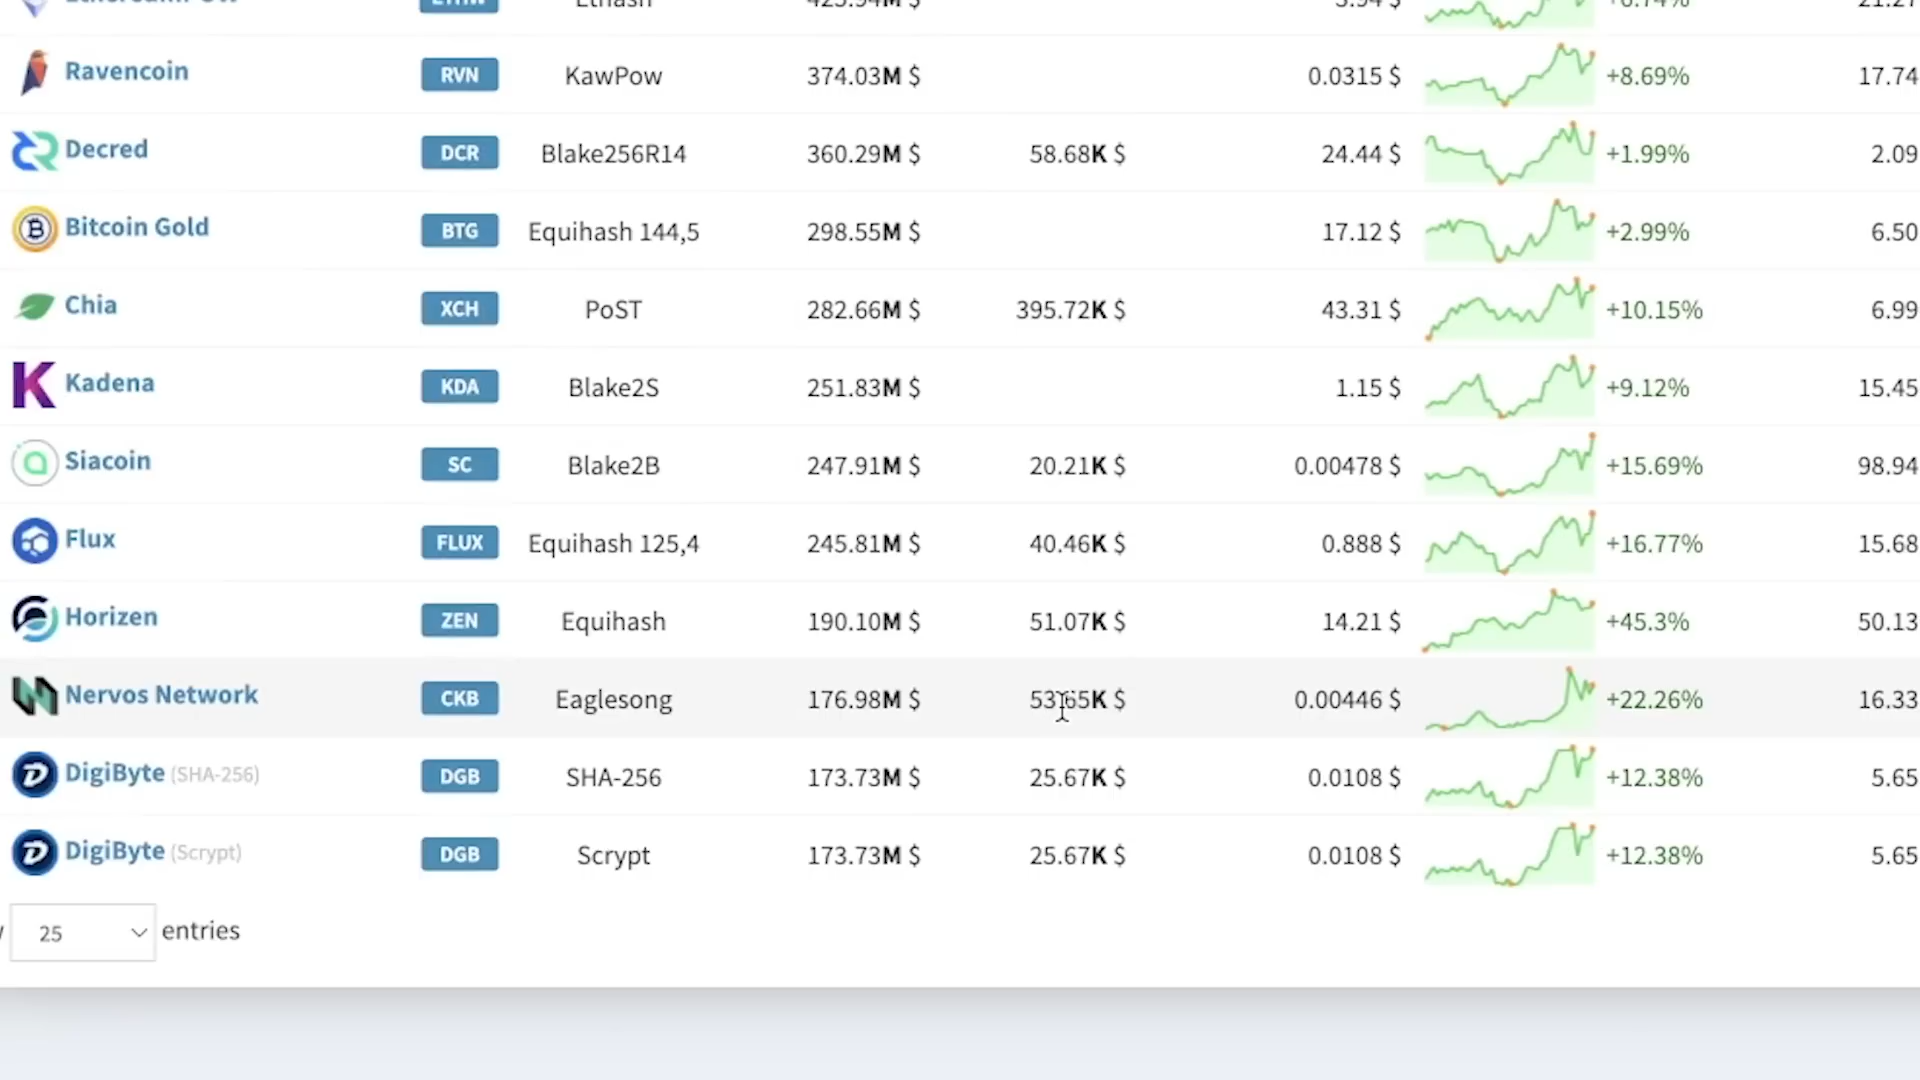 Ravencoin RVN KawPow 374.03M $ 0.0315 $ +8.69% 17.74
Decred DCR Blake256R14 360.29M $ 58.68K $ 24.44 $ +1.99% 2.09
Bitcoin Gold BTG Equihash 144,5 298.55M $ 17.12 $ +2.99% 6.50
Chia XCH PoST 282.66M $ 395.72K $ 43.31 $ +10.15% 6.99
Kadena KDA Blake2S 251.83M $ 1.15 $ +9.12% 15.45
Siacoin SC Blake2B 247.91M $ 20.21K $ 0.00478 $ +15.69% 98.94
Flux FLUX Equihash 125,4 245.81M $ 40.46K $ 0.888 $ +16.77% 15.68
Horizen ZEN Equihash 190.10M $ 51.07K $ 14.21 $ +45.3% 50.13
Nervos Network CKB Eaglesong 176.98M $ 53.65K $ 0.00446 $ +22.26% 16.33
DigiByte (SHA-256) DGB SHA-256 173.73M $ 25.67K $ 0.0108 $ +12.38% 5.65
DigiByte (Scrypt) DGB Scrypt 173.73M $ 25.67K $ 0.0108 $ +12.38% 5.65
25 entries